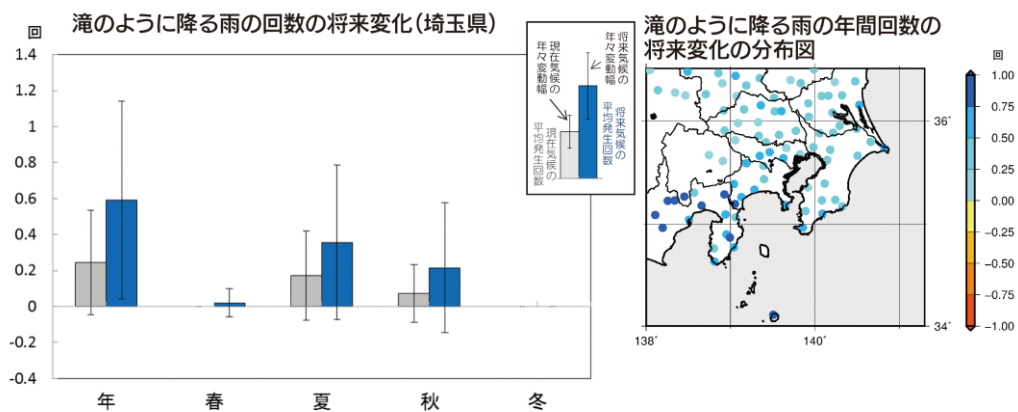 滝のように降る雨の回数の将来変化（埼玉県）
回
1.4
1.2
1
0.8
0.6
0.4
0.2
0
-0.2
-0.4
年
春
夏
秋
冬
将来気候の
年々変動幅
現在気候の
年々変動幅
将来気候の
平均発生回数
現在気候の
平均発生回数
滝のように降る雨の年間回数の
将来変化の分布図
回
1.00
0.75
0.50
0.25
0.00
−0.25
−0.50
−0.75
−1.00
36°
34°
138°
140°